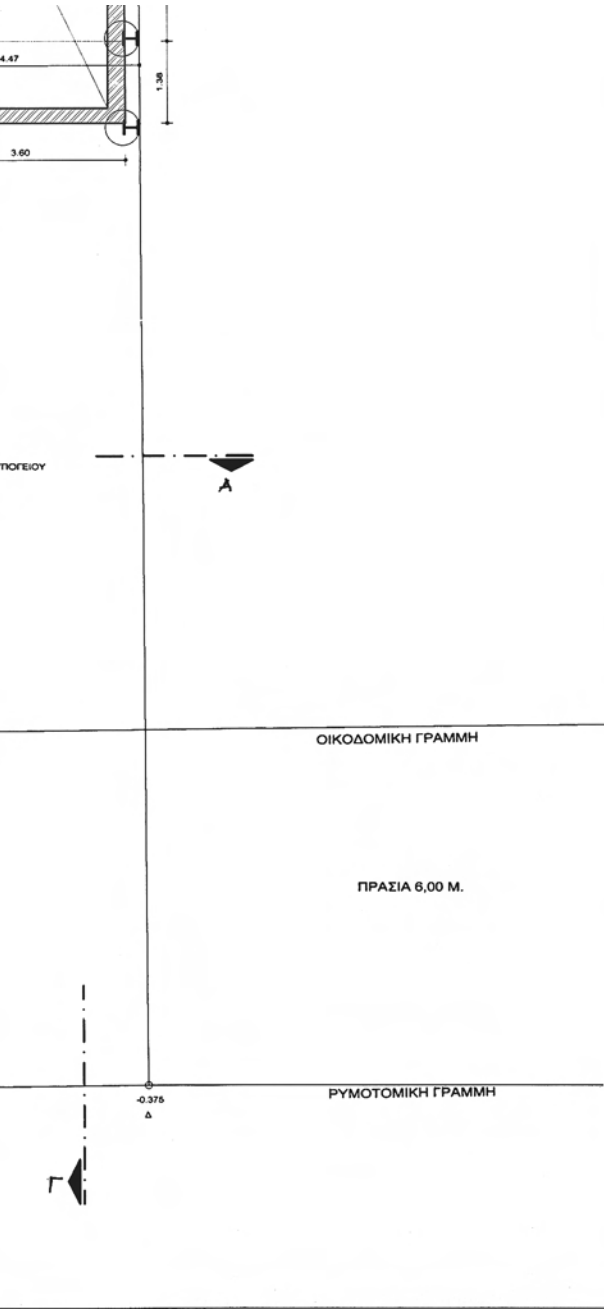 4.47
1.38
3.60
ΠΟΓΕΙΟΥ
Α
ΟΙΚΟΔΟΜΙΚΗ ΓΡΑΜΜΗ
ΠΡΑΣΙΑ 6,00 Μ.
-0.375
Δ
ΡΥΜΟΤΟΜΙΚΗ ΓΡΑΜΜΗ
Γ